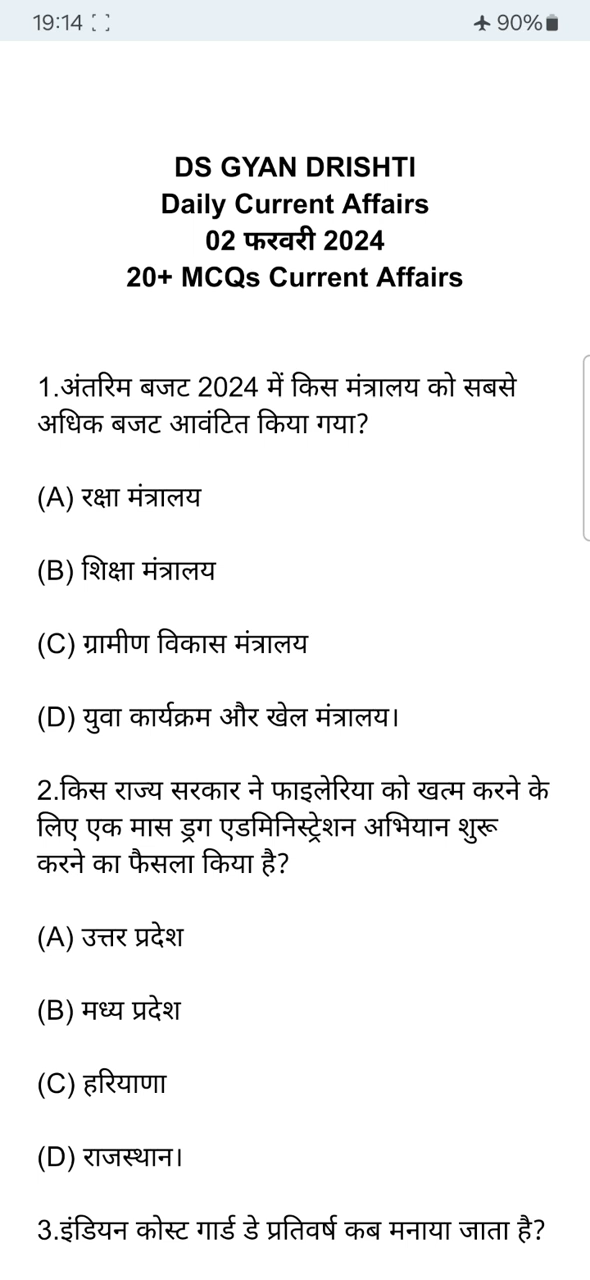 19:14
90%
DS GYAN DRISHTI
Daily Current Affairs
02 फरवरी 2024
20+ MCQs Current Affairs
1.अंतरिम बजट 2024 में किस मंत्रालय को सबसे
अधिक बजट आवंटित किया गया?
(A) रक्षा मंत्रालय
(B) शिक्षा मंत्रालय
(C) ग्रामीण विकास मंत्रालय
(D) युवा कार्यक्रम और खेल मंत्रालय।
2.किस राज्य सरकार ने फाइलेरिया को खत्म करने के
लिए एक मास ड्रग एडमिनिस्ट्रेशन अभियान शुरू
करने का फैसला किया है?
(A) उत्तर प्रदेश
(B) मध्य प्रदेश
(C) हरियाणा
(D) राजस्थान।
3.इंडियन कोस्ट गार्ड डे प्रतिवर्ष कब मनाया जाता है?